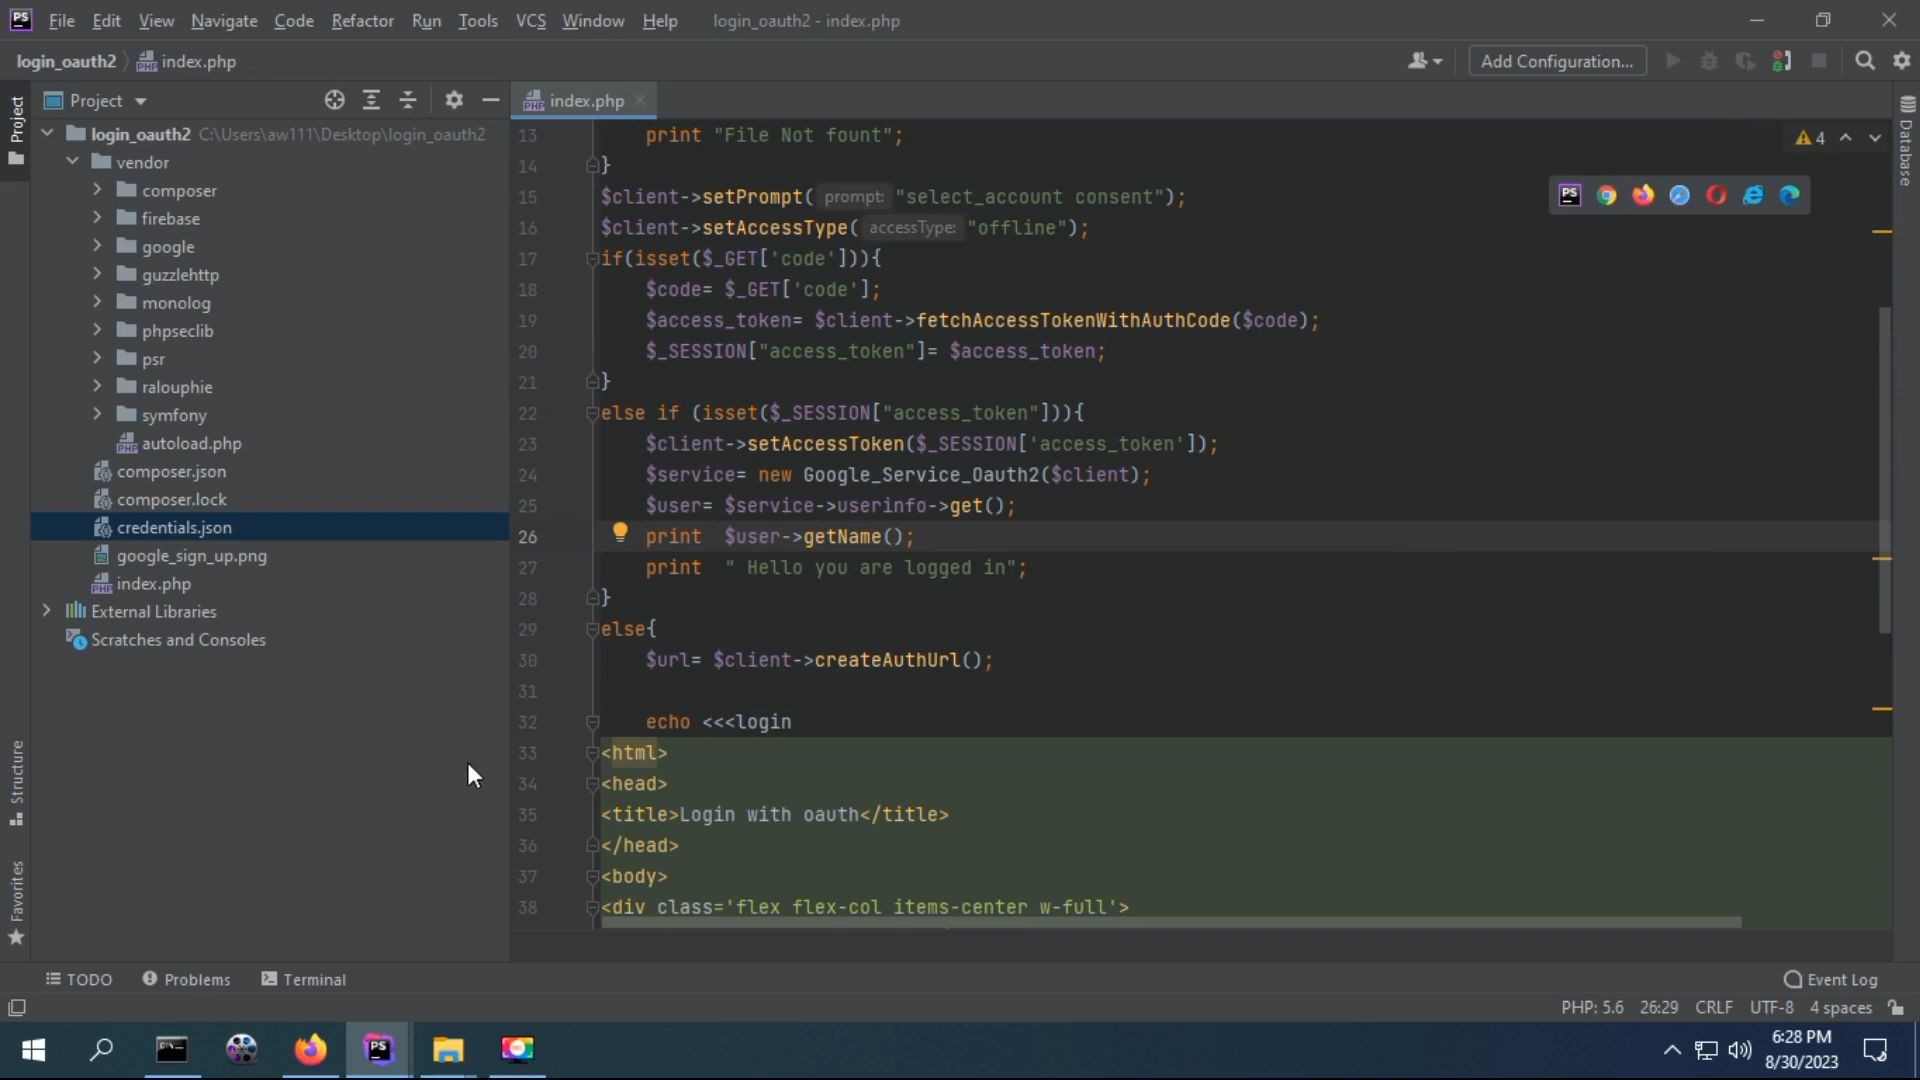 PS File Edit View Navigate Code Refactor Run Tools VCS Window Help login_oauth2 - index.php
login_oauth2 index.php Add Configuration...
Project
Project
index.php
Database
login_oauth2 C:\Users\aw111\Desktop\login_oauth2
vendor
composer
firebase
google
guzzlehttp
monolog
phpseclib
psr
ralouphie
symfony
autoload.php
composer.json
composer.lock
credentials.json
google_sign_up.png
index.php
External Libraries
Scratches and Consoles
Structure
Favorites
4
PS
13 print "File Not fount";
14 }
15 $client->setPrompt( prompt: "select_account consent");
16 $client->setAccessType( accessType: "offline");
17 if(isset($_GET['code'])){
18 $code= $_GET['code'];
19 $access_token= $client->fetchAccessTokenWithAuthCode($code);
20 $_SESSION["access_token"]= $access_token;
21 }
22 else if (isset($_SESSION["access_token"])){
23 $client->setAccessToken($_SESSION['access_token']);
24 $service= new Google_Service_Oauth2($client);
25 $user= $service->userinfo->get();
26 print  $user->getName();
27 print  " Hello you are logged in";
28 }
29 else{
30 $url= $client->createAuthUrl();
31
32 echo <<<login
33 <html>
34 <head>
35 <title>Login with oauth</title>
36 </head>
37 <body>
38 <div class='flex flex-col items-center w-full'>
TODO Problems Terminal Event Log
PHP: 5.6 26:29 CRLF UTF-8 4 spaces
PS
6:28 PM
8/30/2023